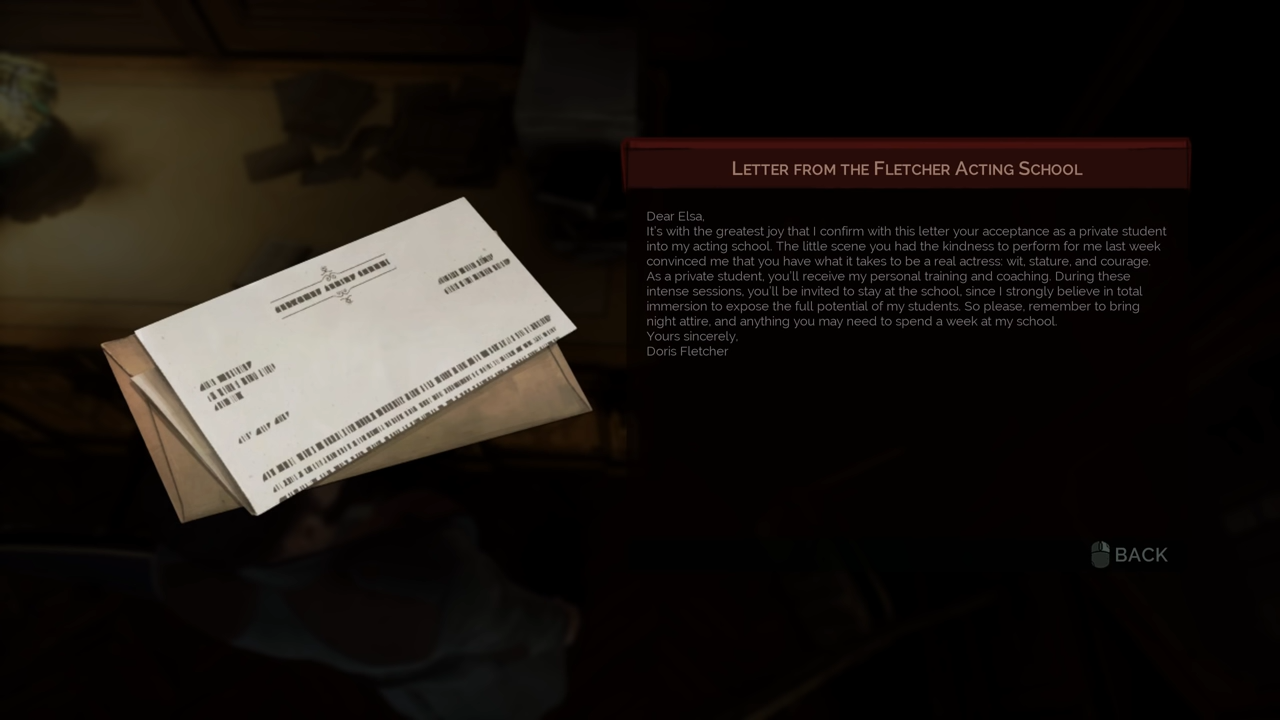 Letter from the Fletcher Acting School
Dear Elsa,
It's with the greatest joy that I confirm with this letter your acceptance as a private student
into my acting school. The little scene you had the kindness to perform for me last week
convinced me that you have what it takes to be a real actress: wit, stature, and courage.
As a private student, you'll receive my personal training and coaching. During these
intense sessions, you'll be invited to stay at the school, since I strongly believe in total
immersion to expose the full potential of my students. So please, remember to bring
night attire, and anything you may need to spend a week at my school.
Yours sincerely,
Doris Fletcher
BACK